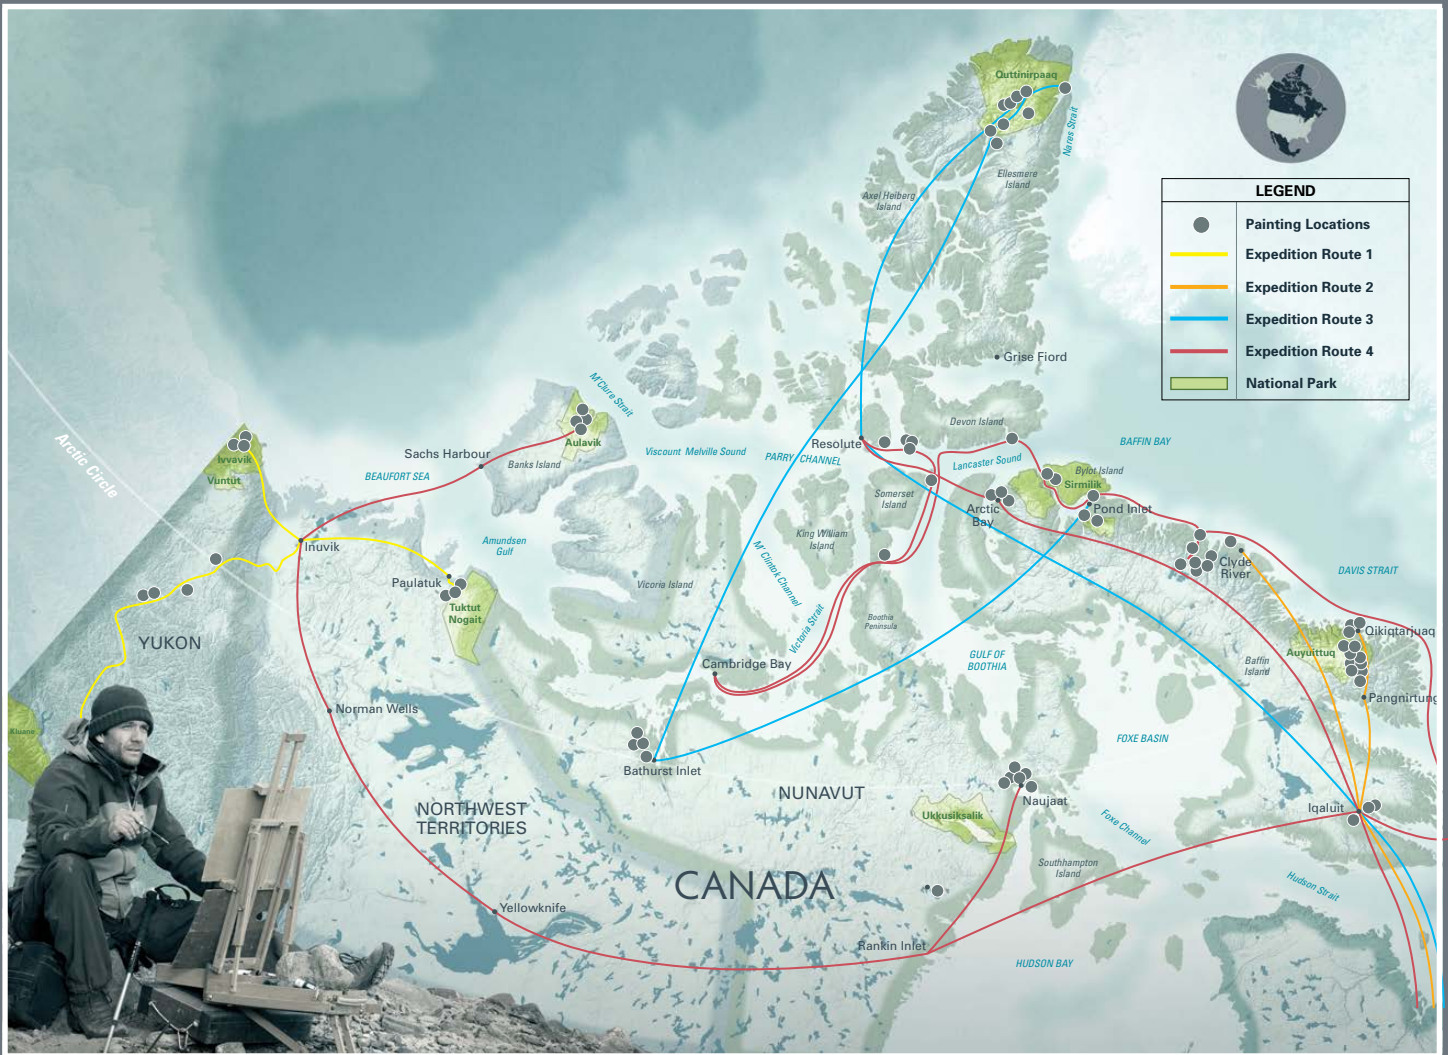 Quttinirpaaq
Nares Strait
Ellesmere
Island
Axel Heiberg
Island
LEGEND
Painting Locations
Expedition Route 1
Expedition Route 2
Expedition Route 3
Expedition Route 4
National Park
Grise Fiord
M'Clure Strait
Devon Island
Resolute
Aulavik
Sachs Harbour
Banks Island
Viscount Melville Sound
PARRY CHANNEL
Lancaster Sound
BAFFIN BAY
Bylot Island
Sirmilik
Arctic Circle
Ivvavik
Vuntut
BEAUFORT SEA
Somerset
Island
Arctic
Bay
Pond Inlet
Inuvik
Amundsen
Gulf
King William
Island
M'Clintok Channel
Clyde
River
DAVIS STRAIT
Paulatuk
Tuktut
Nogait
Vicoria Island
Victoria Strait
Boothia
Peninsula
Qikiqtarjuaq
YUKON
Cambridge Bay
GULF OF
BOOTHIA
Auyuittuq
Baffin
Island
Pangnirtung
Norman Wells
Kluane
FOXE BASIN
Bathurst Inlet
NUNAVUT
Naujaat
Iqaluit
NORTHWEST
TERRITORIES
Ukkusiksalik
Foxe Channel
CANADA
Southhampton
Island
Hudson Strait
Yellowknife
Rankin Inlet
HUDSON BAY